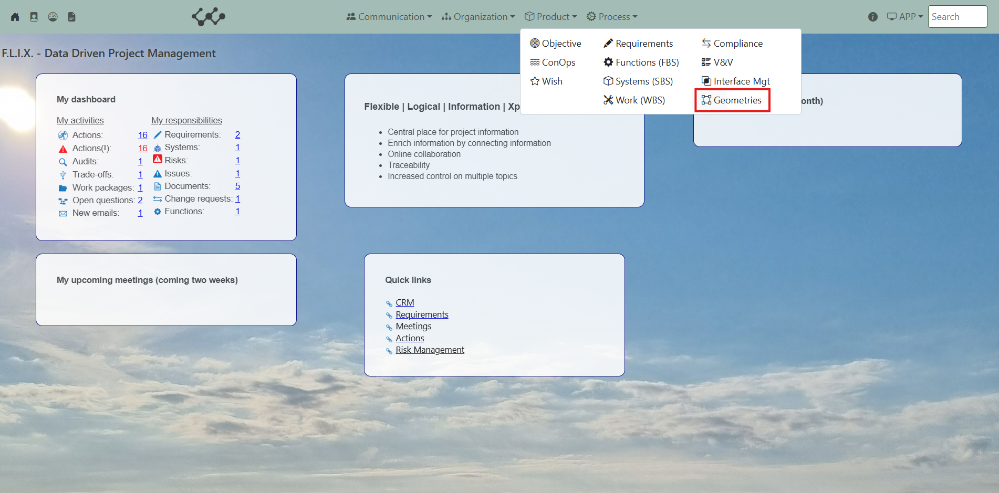 Communication
Organization
Product
Process
i
APP
Search
F.L.I.X. - Data Driven Project Management
Objective
ConOps
Wish
Requirements
Functions (FBS)
Systems (SBS)
Work (WBS)
Compliance
V&V
Interface Mgt
Geometries
My dashboard
My activities
Actions: 16
Actions(!): 16
Audits: 1
Trade-offs: 1
Work packages: 1
Open questions: 2
New emails: 1
My responsibilities
Requirements: 2
Systems: 1
Risks: 1
Issues: 1
Documents: 5
Change requests: 1
Functions: 1
Flexible | Logical | Information | Xp
Central place for project information
Enrich information by connecting information
Online collaboration
Traceability
Increased control on multiple topics
onth)
My upcoming meetings (coming two weeks)
Quick links
CRM
Requirements
Meetings
Actions
Risk Management